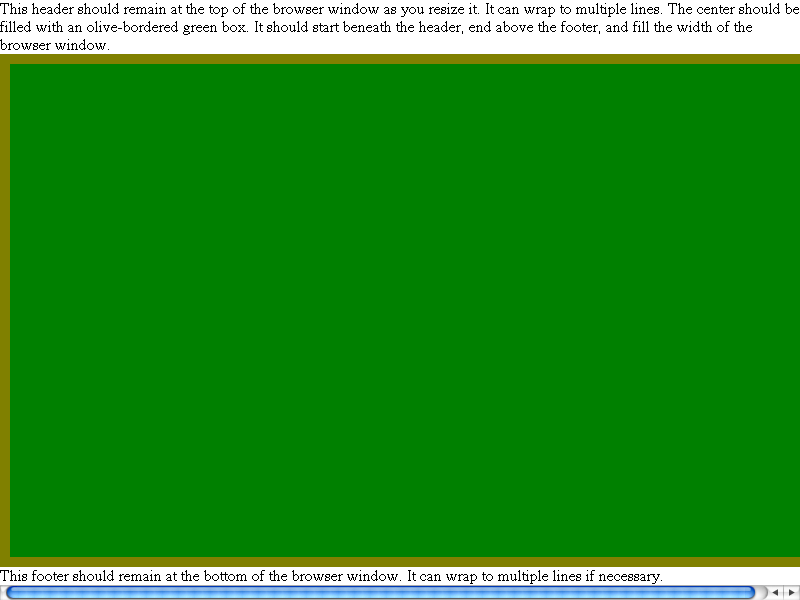 This header should remain at the top of the browser window as you resize it. It can wrap to multiple lines. The center should be
filled with an olive-bordered green box. It should start beneath the header, end above the footer, and fill the width of the
browser window.
This footer should remain at the bottom of the browser window. It can wrap to multiple lines if necessary.